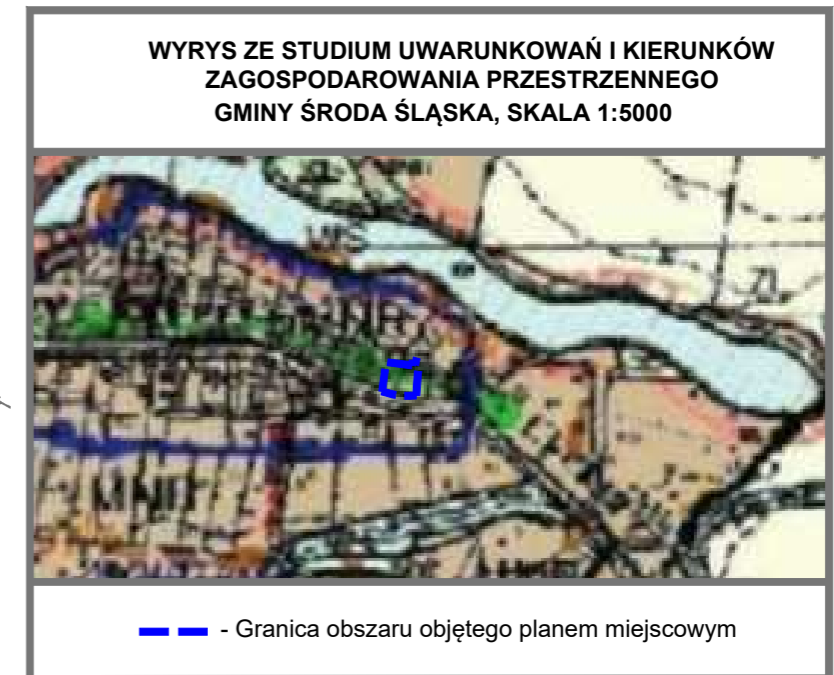 WYRYS ZE STUDIUM UWARUNKOWAŃ I KIERUNKÓW
ZAGOSPODAROWANIA PRZESTRZENNEGO
GMINY ŚRODA ŚLĄSKA, SKALA 1:5000
- Granica obszaru objętego planem miejscowym